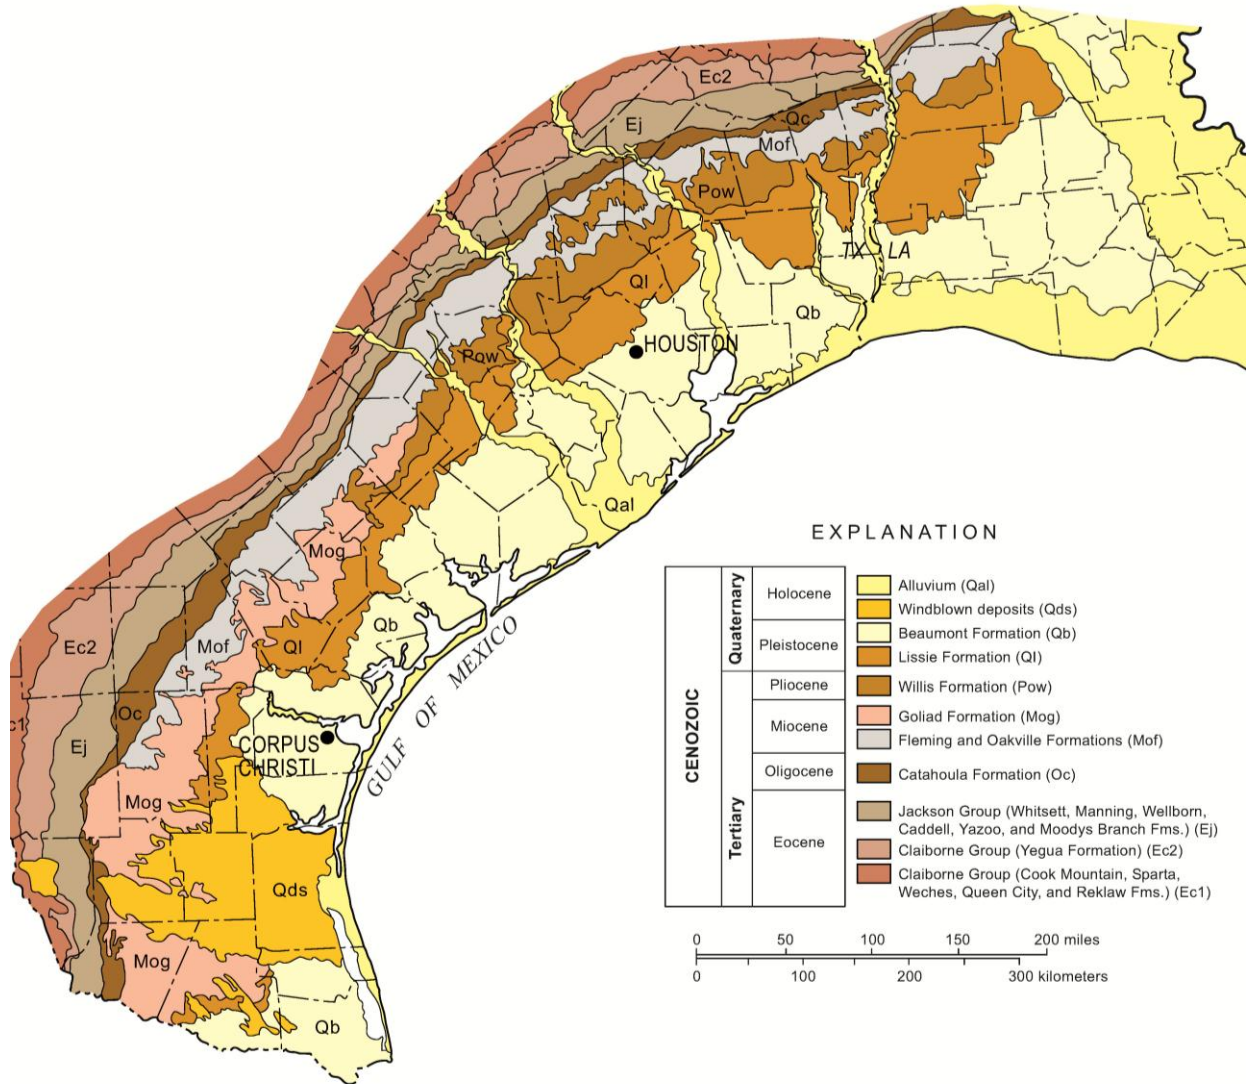 Ec2
Ej
Qc
Mof
Pow
TX LA
Ql
Qb
HOUSTON
Pow
Qal
Mog
Qb
Ql
Mof
Ec2
c1
Oc
Ej
CORPUS
CHRISTI
GULF OF MEXICO
Mog
Qds
Mog
Qb
EXPLANATION
CENOZOIC
Quaternary
Tertiary
Holocene
Pleistocene
Pliocene
Miocene
Oligocene
Eocene
Alluvium (Qal)
Windblown deposits (Qds)
Beaumont Formation (Qb)
Lissie Formation (Ql)
Willis Formation (Pow)
Goliad Formation (Mog)
Fleming and Oakville Formations (Mof)
Catahoula Formation (Oc)
Jackson Group (Whitsett, Manning, Wellborn,
Caddell, Yazoo, and Moodys Branch Fms.) (Ej)
Claiborne Group (Yegua Formation) (Ec2)
Claiborne Group (Cook Mountain, Sparta,
Weches, Queen City, and Reklaw Fms.) (Ec1)
0 50 100 150 200 miles
0 100 200 300 kilometers